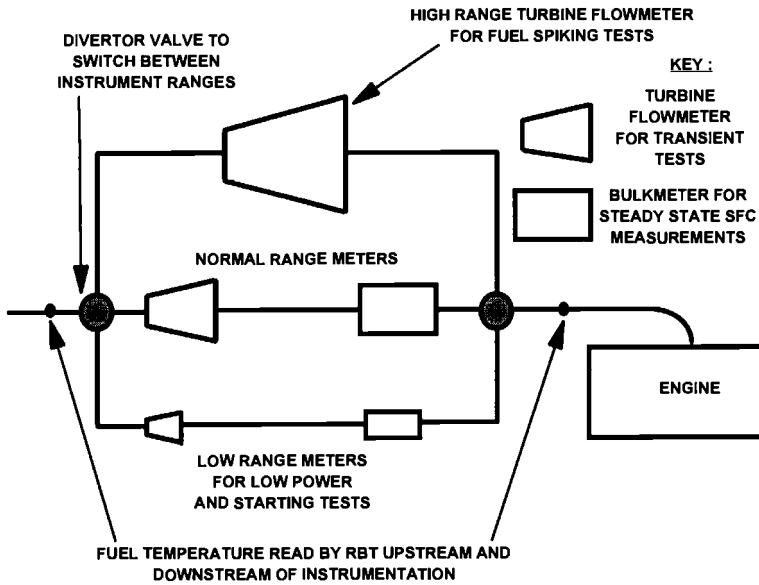 DIVERTOR VALVE TO
SWITCH BETWEEN
INSTRUMENT RANGES
HIGH RANGE TURBINE FLOWMETER
FOR FUEL SPIKING TESTS
KEY :
TURBINE
FLOWMETER
FOR TRANSIENT
TESTS
BULKMETER FOR
STEADY STATE SFC
MEASUREMENTS
NORMAL RANGE METERS
ENGINE
LOW RANGE METERS
FOR LOW POWER
AND STARTING TESTS
FUEL TEMPERATURE READ BY RBT UPSTREAM AND
DOWNSTREAM OF INSTRUMENTATION